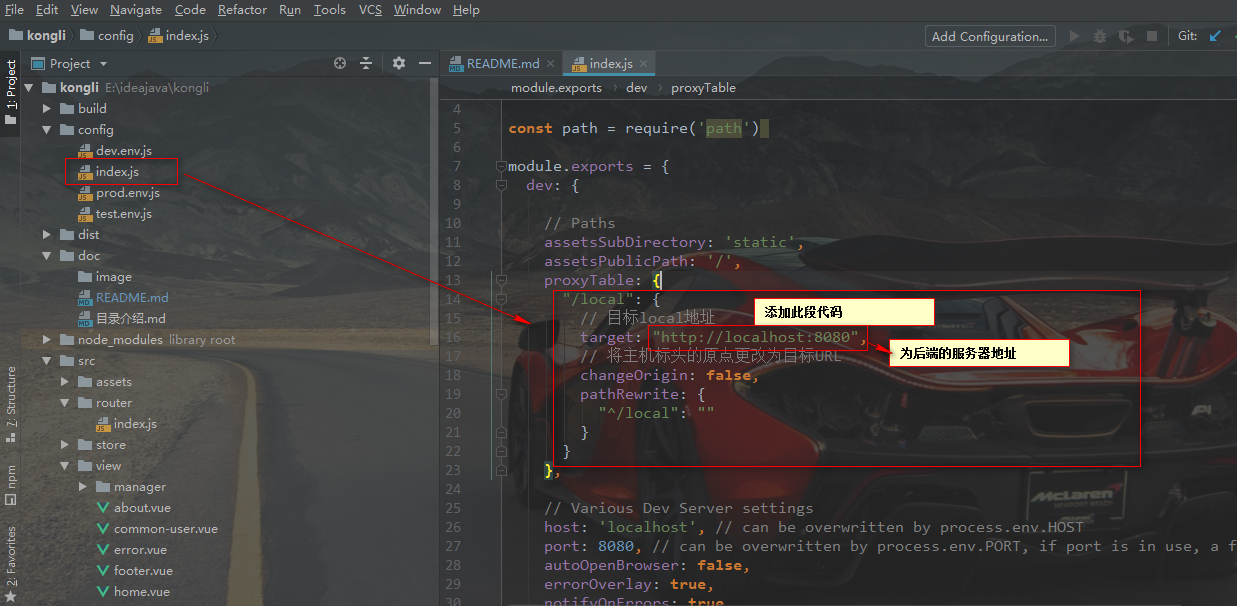 File Edit View Navigate Code Refactor Run Tools VCS Window Help
kongli config index.js Add Configuration... Git:
Project
README.md index.js
module.exports dev proxyTable
1: Project
7: Structure
npm
2: Favorites
kongli E:\ideajava\kongli
build
config
dev.env.js
index.js
prod.env.js
test.env.js
dist
doc
image
README.md
目录介绍.md
node_modules library root
src
assets
router
index.js
store
view
manager
about.vue
common-user.vue
error.vue
footer.vue
home.vue
4
5 const path = require('path')
6
7 module.exports = {
8 dev: {
9
10 // Paths
11 assetsSubDirectory: 'static',
12 assetsPublicPath: '/',
13 proxyTable: {
14 "/local": {
15 // 目标local地址
16 target: "http://localhost:8080",
17 // 将主机标头的原点更改为目标URL
18 changeOrigin: false,
19 pathRewrite: {
20 "^/local": ""
21 }
22 }
23 },
24
25 // Various Dev Server settings
26 host: 'localhost', // can be overwritten by process.env.HOST
27 port: 8080, // can be overwritten by process.env.PORT, if port is in use, a f
28 autoOpenBrowser: false,
29 errorOverlay: true,
30 notifyOnErrors: true
添加此段代码
为后端的服务器地址
McLaren
NEWPORT BEACH